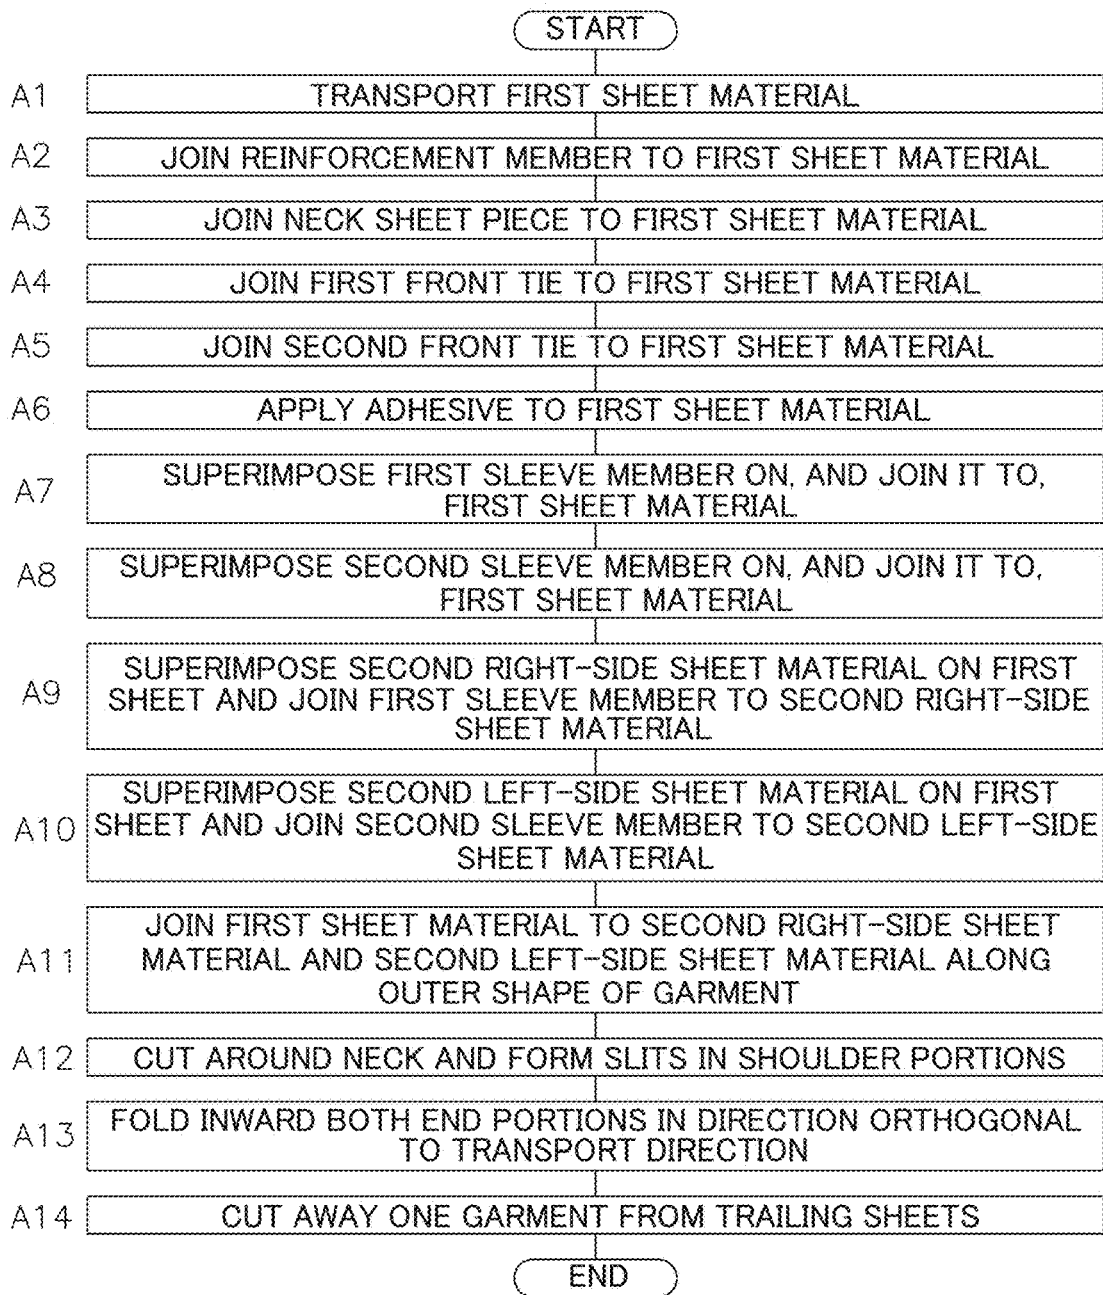 START
A1 TRANSPORT FIRST SHEET MATERIAL
A2 JOIN REINFORCEMENT MEMBER TO FIRST SHEET MATERIAL
A3 JOIN NECK SHEET PIECE TO FIRST SHEET MATERIAL
A4 JOIN FIRST FRONT TIE TO FIRST SHEET MATERIAL
A5 JOIN SECOND FRONT TIE TO FIRST SHEET MATERIAL
A6 APPLY ADHESIVE TO FIRST SHEET MATERIAL
A7 SUPERIMPOSE FIRST SLEEVE MEMBER ON, AND JOIN IT TO,
FIRST SHEET MATERIAL
A8 SUPERIMPOSE SECOND SLEEVE MEMBER ON, AND JOIN IT TO,
FIRST SHEET MATERIAL
SUPERIMPOSE SECOND RIGHT-SIDE SHEET MATERIAL ON FIRST
A9 SHEET AND JOIN FIRST SLEEVE MEMBER TO SECOND RIGHT-SIDE
SHEET MATERIAL
SUPERIMPOSE SECOND LEFT-SIDE SHEET MATERIAL ON FIRST
A10 SHEET AND JOIN SECOND SLEEVE MEMBER TO SECOND LEFT-SIDE
SHEET MATERIAL
JOIN FIRST SHEET MATERIAL TO SECOND RIGHT-SIDE SHEET
A11 MATERIAL AND SECOND LEFT-SIDE SHEET MATERIAL ALONG
OUTER SHAPE OF GARMENT
A12 CUT AROUND NECK AND FORM SLITS IN SHOULDER PORTIONS
A13 FOLD INWARD BOTH END PORTIONS IN DIRECTION ORTHOGONAL
TO TRANSPORT DIRECTION
A14 CUT AWAY ONE GARMENT FROM TRAILING SHEETS
END